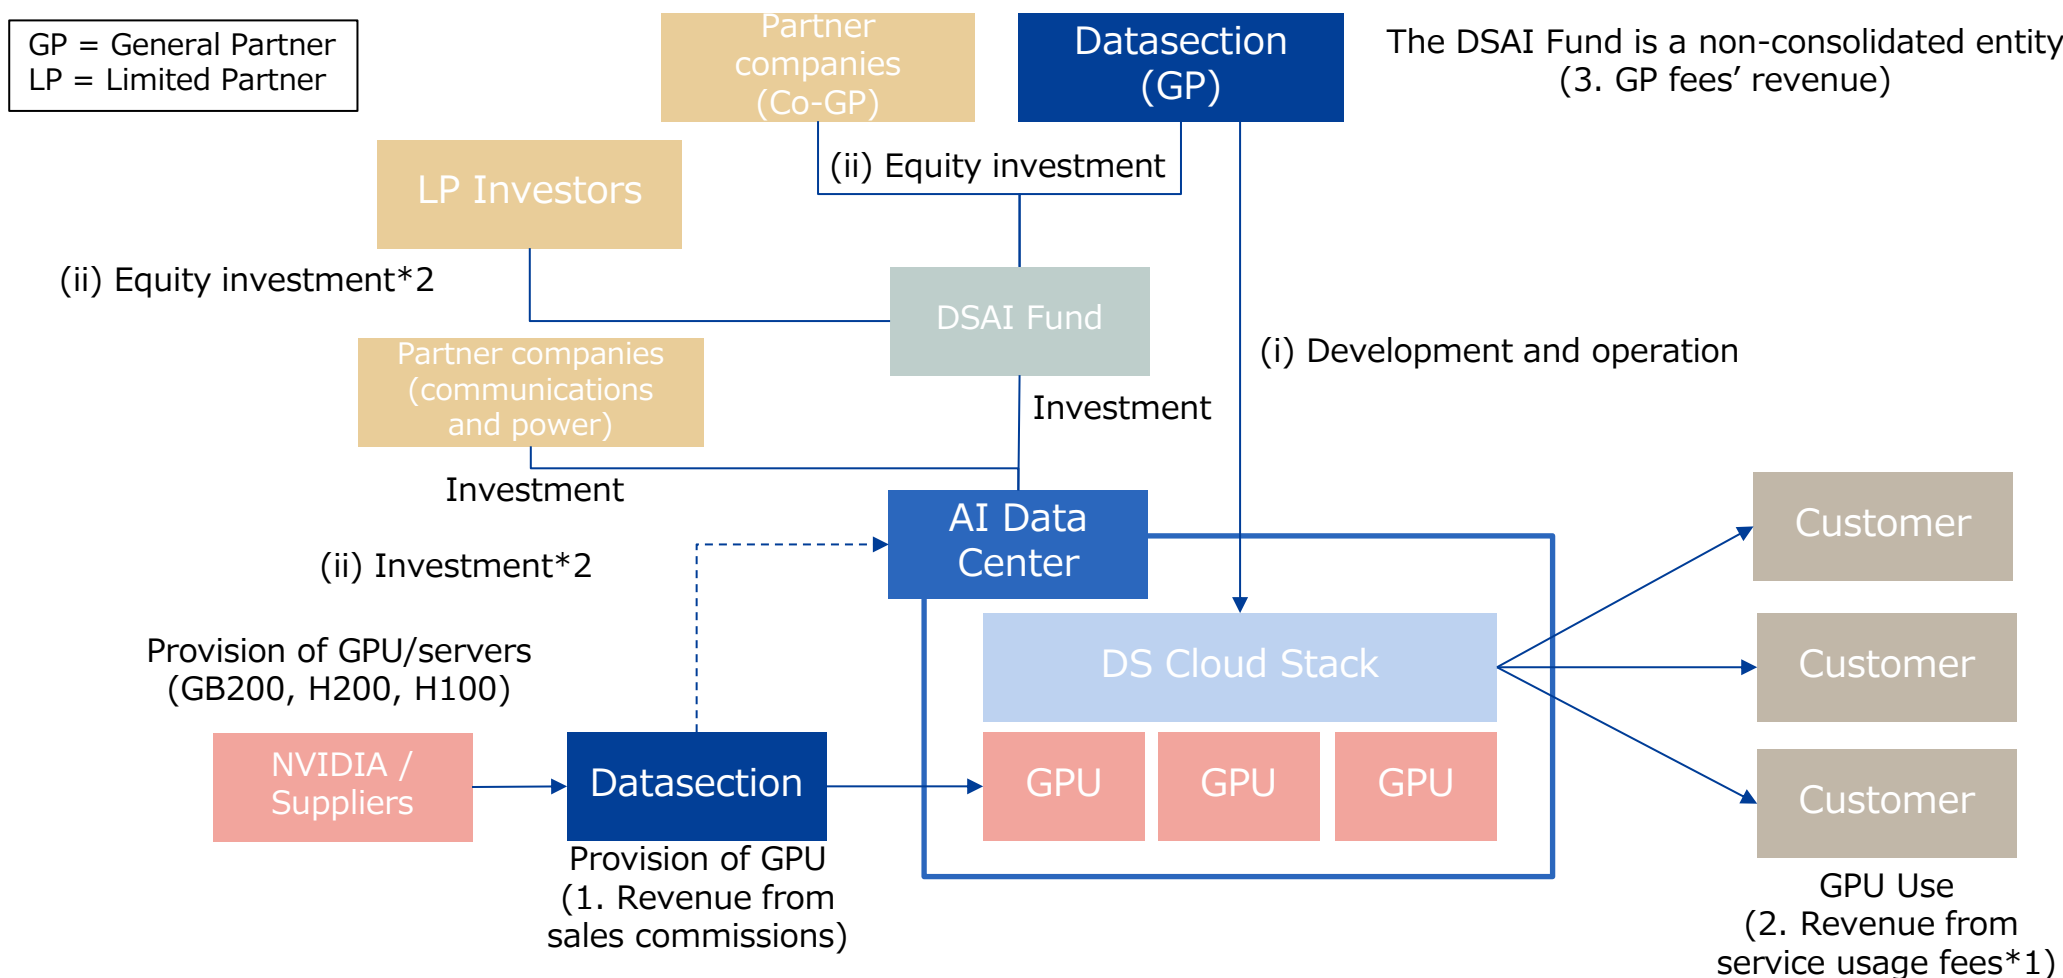 GP = General Partner
LP = Limited Partner
Partner
companies
(Co-GP)
Datasection
(GP)
The DSAI Fund is a non-consolidated entity
(3. GP fees’ revenue)
(ii) Equity investment
LP Investors
(ii) Equity investment*2
DSAI Fund
Partner companies
(communications
and power)
(i) Development and operation
Investment
Investment
AI Data
Center
(ii) Investment*2
Customer
Provision of GPU/servers
(GB200, H200, H100)
DS Cloud Stack
Customer
NVIDIA /
Suppliers
Datasection
GPU
GPU
GPU
Customer
Provision of GPU
(1. Revenue from
sales commissions)
GPU Use
(2. Revenue from
service usage fees*1)